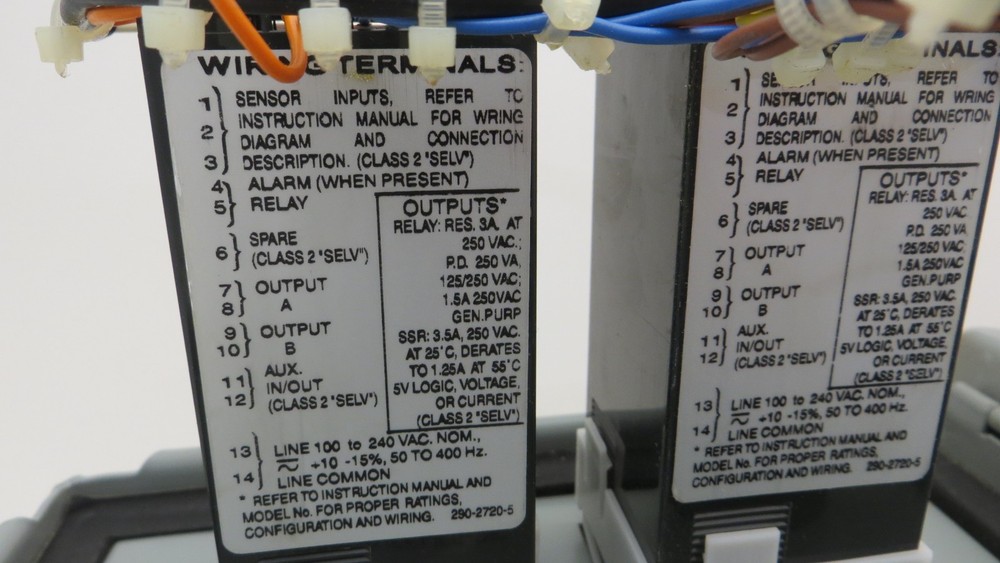 WIRING TERMINALS:
1 SENSOR INPUTS, REFER TO
INSTRUCTION MANUAL FOR WRING
2 DIAGRAM AND CONNECTION
3 DESCRIPTION. (CLASS 2 "SELV")
4 ALARM (WHEN PRESENT)
5 RELAY
6 SPARE
(CLASS 2 "SELV")
7 OUTPUT
8 A
9 OUTPUT
10 B
AUX.
11 IN/OUT
12 (CLASS 2 "SELV")
OUTPUTS*
RELAY: RES. 3A. AT
250 VAC.;
P.D. 250 VA,
125/250 VAC;
1.5A 250VAC
GEN.PURP
SSR: 3.5A, 250 VAC.
AT 25°C, DERATES
TO 1.25A AT 55°C
5V LOGIC, VOLTAGE,
OR CURRENT
(CLASS 2 "SELV")
13 LINE 100 to 240 VAC. NOM.,
+10 -15%, 50 TO 400 Hz.
14 LINE COMMON
* REFER TO INSTRUCTION MANUAL AND
MODEL No. FOR PROPER RATINGS,
CONFIGURATION AND WIRING. 290-2720-5
INALS
1 INPUTS, REFER TO
INSTRUCTION MANUAL FOR WRING
2 DIAGRAM AND CONNECTION
3 DESCRIPTION. (CLASS 2 "SELV")
4 ALARM (WHEN PRESENT)
5 RELAY
6 SPARE
(CLASS 2 "SELV")
7 OUTPUT
8 A
9 OUTPUT
10 B
11 AUX.
IN/OUT
12 (CLASS 2 "SELV")
OUTPUTS*
RELAY: RES. 3A. AT
250 VAC.
P.D. 250 VA,
125/250 VAC
1.5A 250VAC
GEN.PURP
SSR: 3.5A, 250 VAC.
AT 25°C, DERATES
TO 1.25A AT 55°C
5V LOGIC, VOLTAGE,
OR CURRENT
(CLASS 2 "SELV")
13 LINE 100 to 240 VAC. NOM.,
+10 -15%, 50 TO 400 Hz.
14 LINE COMMON
* REFER TO INSTRUCTION MANUAL AND
MODEL No. FOR PROPER RATINGS,
CONFIGURATION AND WIRING. 290-2720-5